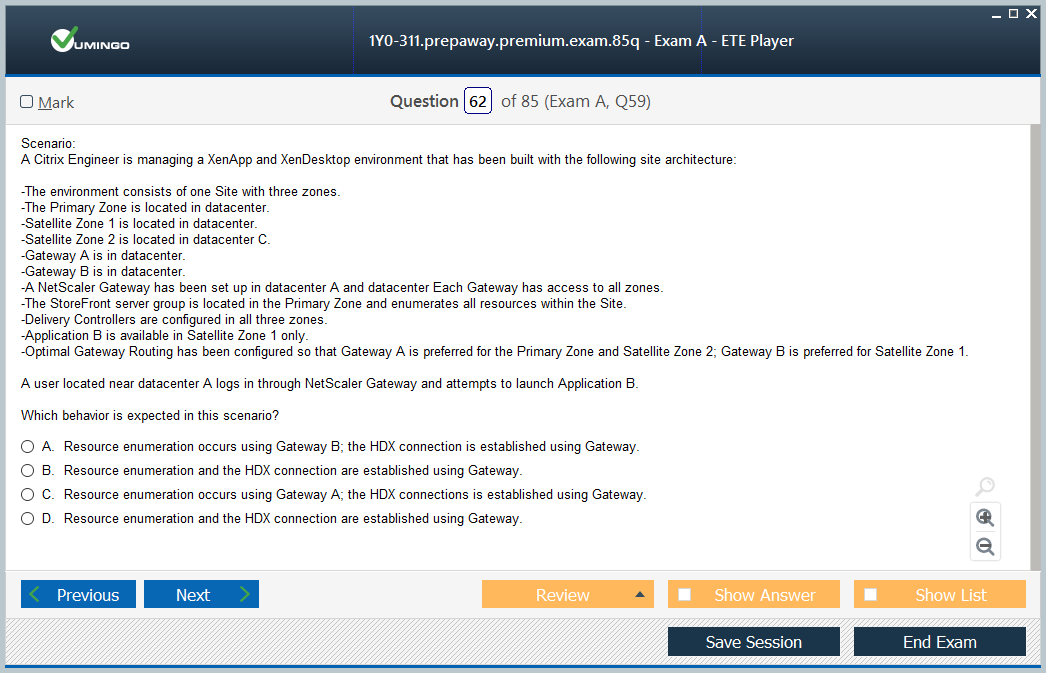 VUMINGO
1Y0-311.prepaway.premium.exam.85q - Exam A - ETE Player
Mark
Question 62 of 85 (Exam A, Q59)
Scenario:
A Citrix Engineer is managing a XenApp and XenDesktop environment that has been built with the following site architecture:
-The environment consists of one Site with three zones.
-The Primary Zone is located in datacenter.
-Satellite Zone 1 is located in datacenter.
-Satellite Zone 2 is located in datacenter C.
-Gateway A is in datacenter.
-Gateway B is in datacenter.
-A NetScaler Gateway has been set up in datacenter A and datacenter Each Gateway has access to all zones.
-The StoreFront server group is located in the Primary Zone and enumerates all resources within the Site.
-Delivery Controllers are configured in all three zones.
-Application B is available in Satellite Zone 1 only.
-Optimal Gateway Routing has been configured so that Gateway A is preferred for the Primary Zone and Satellite Zone 2; Gateway B is preferred for Satellite Zone 1.
A user located near datacenter A logs in through NetScaler Gateway and attempts to launch Application B.
Which behavior is expected in this scenario?
A. Resource enumeration occurs using Gateway B; the HDX connection is established using Gateway.
B. Resource enumeration and the HDX connection are established using Gateway.
C. Resource enumeration occurs using Gateway A; the HDX connections is established using Gateway.
D. Resource enumeration and the HDX connection are established using Gateway.
Previous
Next
Review
Show Answer
Show List
Save Session
End Exam